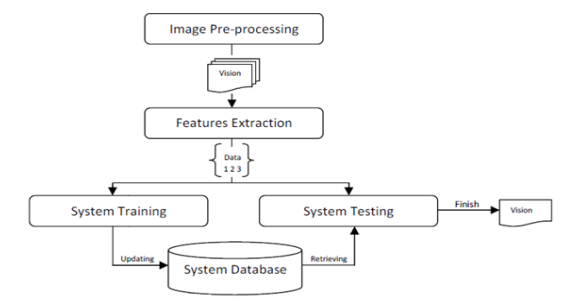 Image Pre-processing
Vision
Features Extraction
Data
1 2 3
System Training
System Testing
Finish
Vision
Updating
System Database
Retrieving